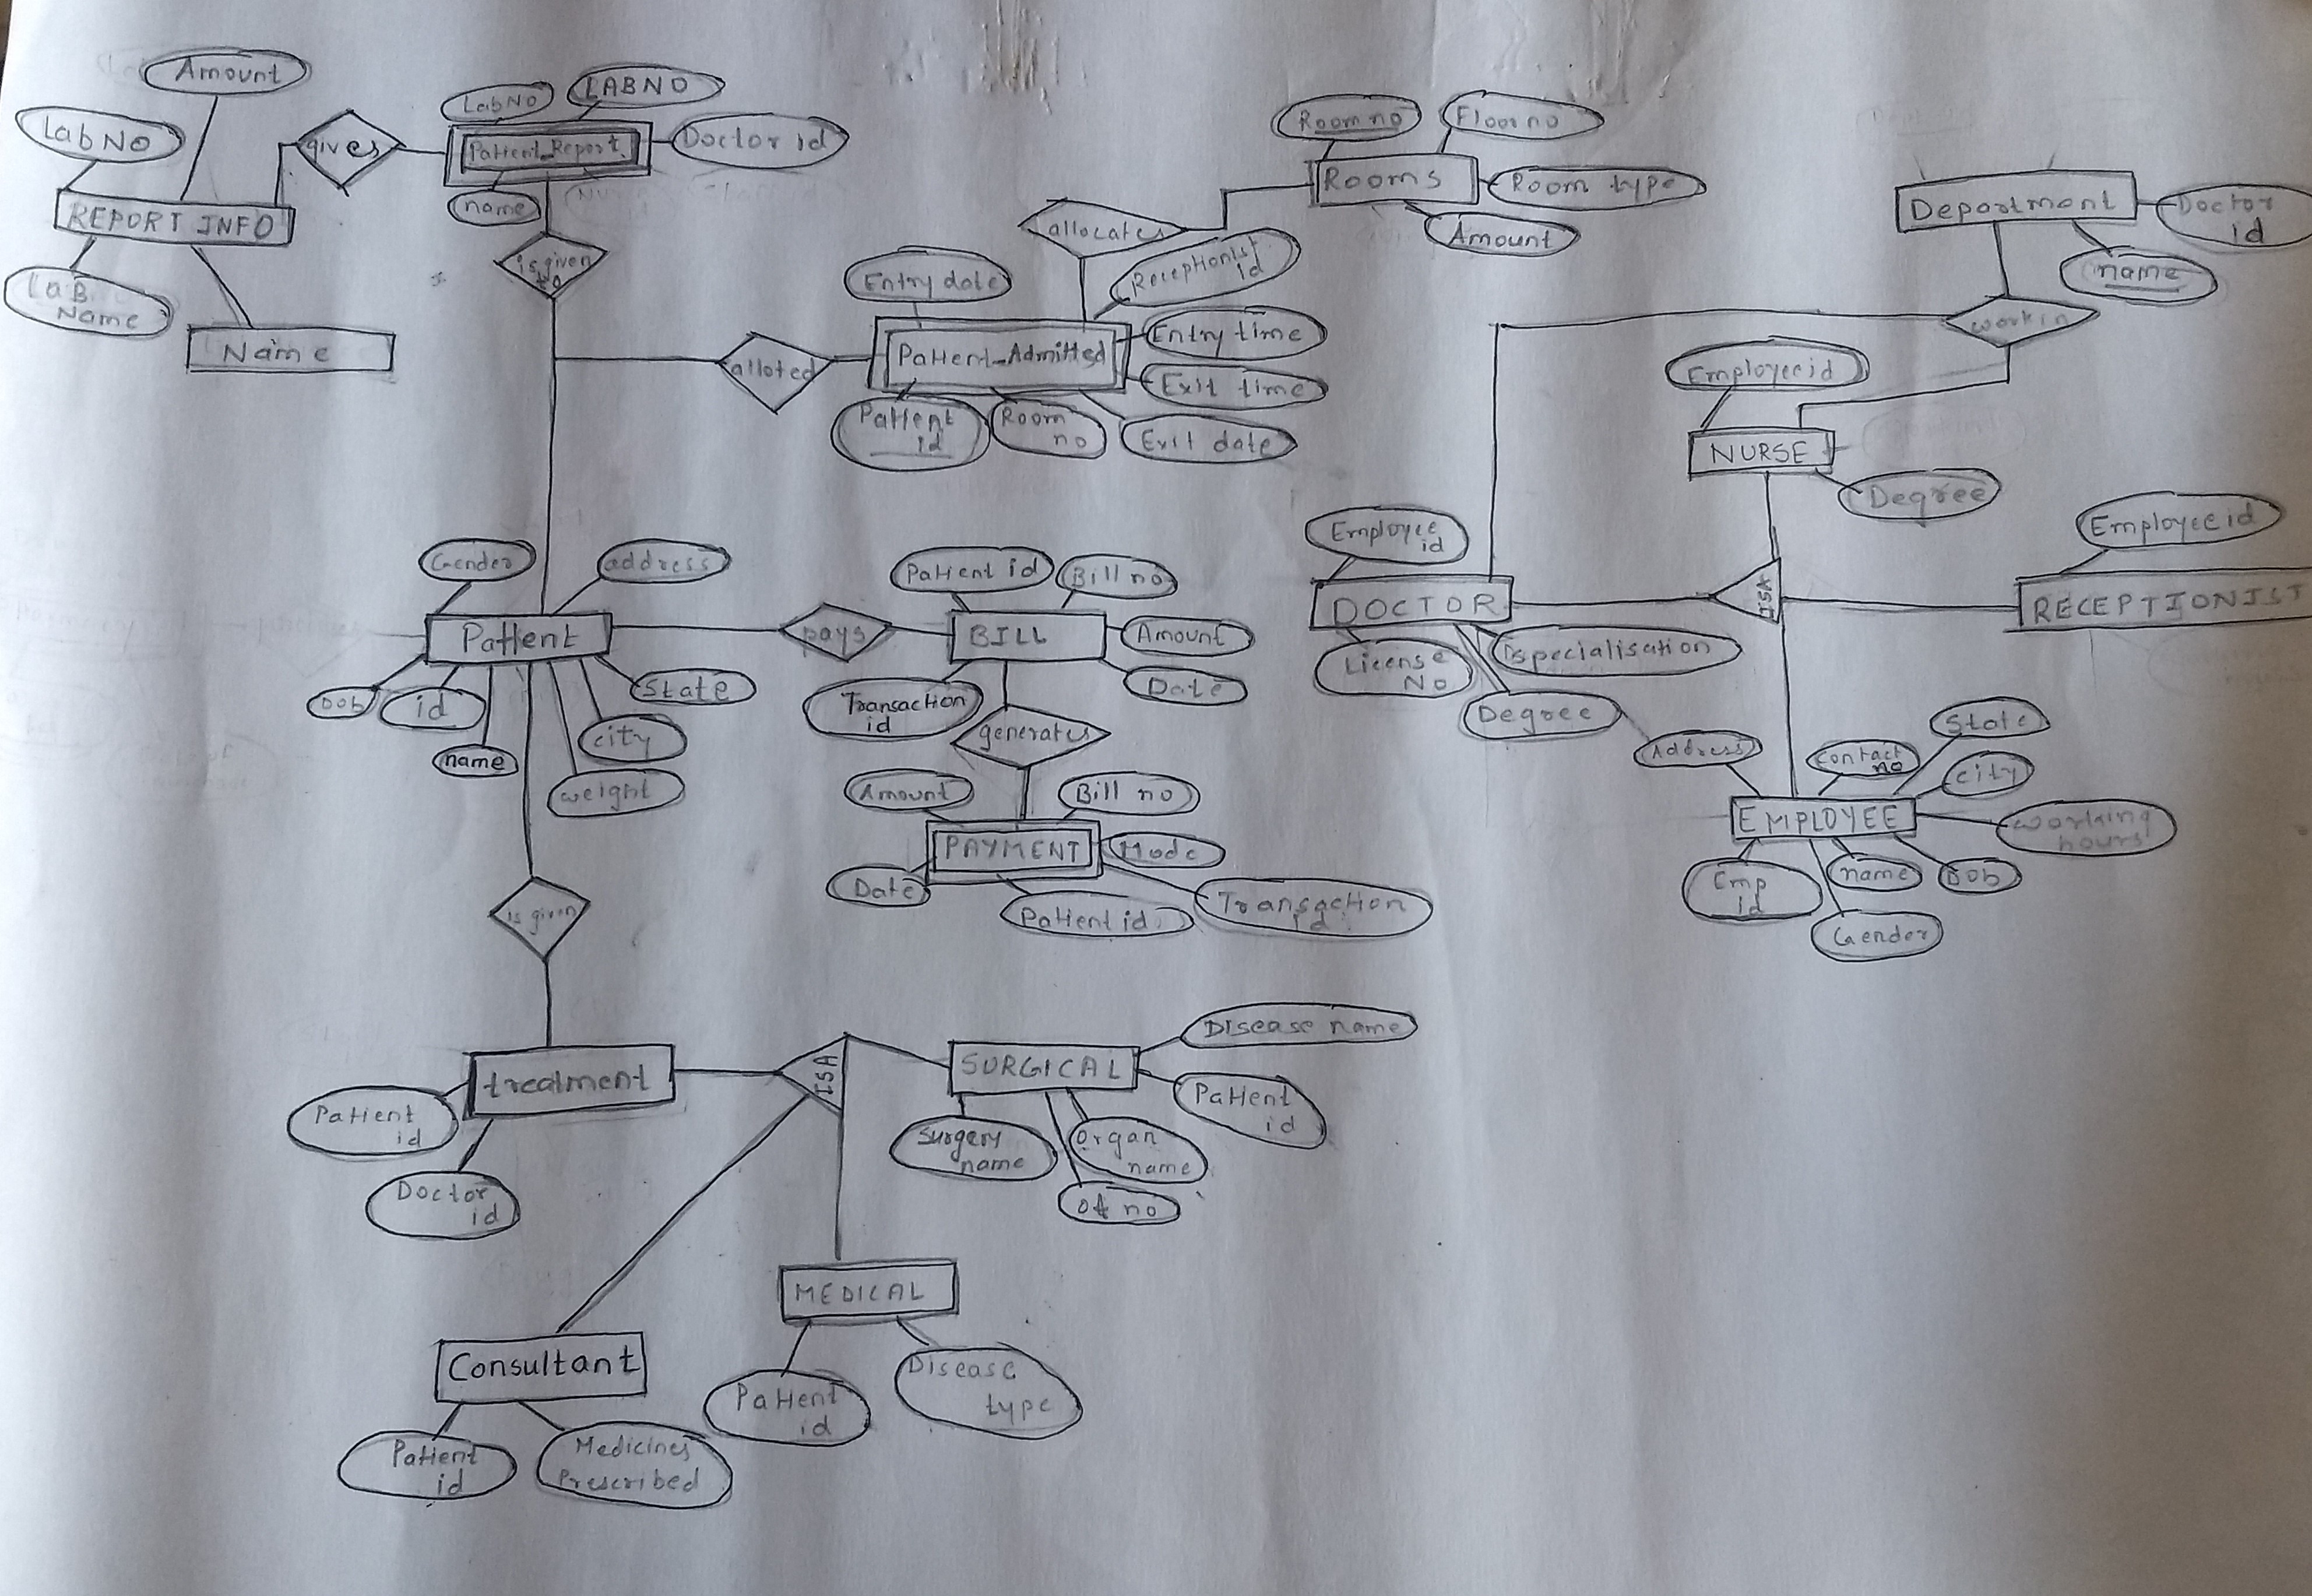 Amount
LabNO
LABNO
LabNO
gives
Patient_Report
Doctor id
name
REPORT INFO
LaB
Name
Name
is given
to
Room no
Floor no
Rooms
Room type
Amount
allocates
Receptionist
id
Entry date
Entry time
alloted
Patient_Admitted
Exit time
Patient
id
Room
no
Exit date
Department
Doctor
id
name
work in
Employee id
NURSE
Degree
Employee id
RECEPTIONIST
ISA
Employee
id
DOCTOR
License
No
specialisation
Degree
Gender
address
Patient
DOB
id
name
State
city
weight
pays
Patient id
Bill no
BILL
Amount
Date
Transaction
id
generates
Amount
Bill no
PAYMENT
Mode
Date
Patient id
Transaction
id
Address
contact
no
State
city
EMPLOYEE
working
hours
Emp
id
name
DOB
Gender
is given
treatment
Patient
id
Doctor
id
ISA
SURGICAL
Disease name
Patient
id
Surgery
name
organ
name
ot no
MEDICAL
Patient
id
Disease
type
Consultant
Patient
id
Medicines
Prescribed